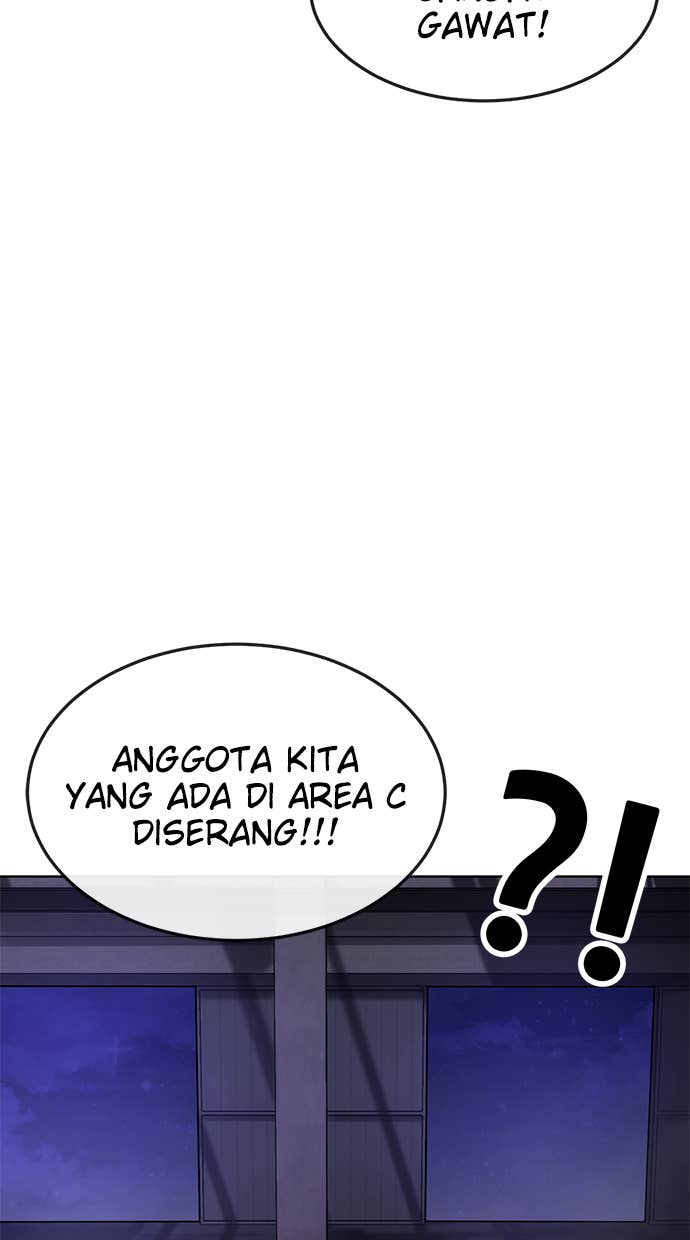 GAWAT!
ANGGOTA KITA
YANG ADA DI AREA C
DISERANG!!!
?!